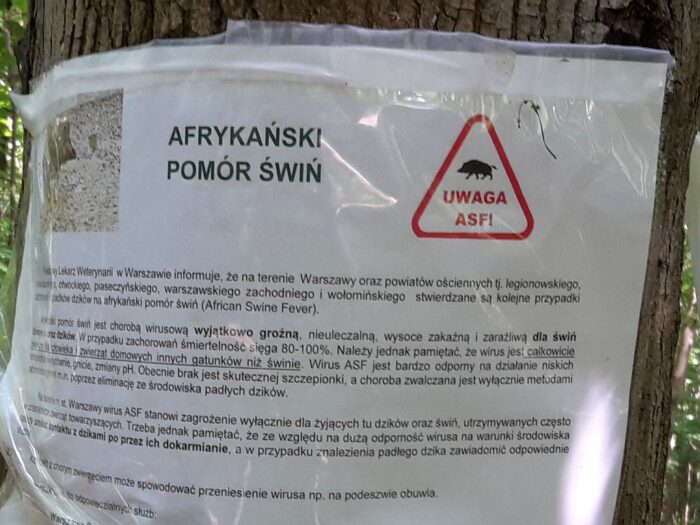 AFRYKAŃSKI
POMÓR ŚWIŃ
UWAGA
ASF!
Lekarz Weterynarii w Warszawie informuje, że na terenie Warszawy oraz powiatów ościennych tj. legionowskiego,
otwockiego, piaseczyńskiego, warszawskiego zachodniego i wołomińskiego stwierdzane są kolejne przypadki
dzików na afrykański pomór świń (African Swine Fever).
pomór świń jest chorobą wirusową wyjątkowo groźną, nieuleczalną, wysoce zakaźną i zaraźliwą dla świń
oraz dzików. W przypadku zachorowań śmiertelność sięga 80-100%. Należy jednak pamiętać, że wirus jest całkowicie
człowieka i zwierząt domowych innych gatunków niż świnie. Wirus ASF jest bardzo odporny na działanie niskich
gnicie, zmiany pH. Obecnie brak jest skutecznej szczepionki, a choroba zwalczana jest wyłącznie metodami
m.in. poprzez eliminację ze środowiska padłych dzików.
st. Warszawy wirus ASF stanowi zagrożenie wyłącznie dla żyjących tu dzików oraz świń, utrzymywanych często
zwierząt towarzyszących. Trzeba jednak pamiętać, że ze względu na dużą odporność wirusa na warunki środowiska
kontaktu z dzikami po przez ich dokarmianie, a w przypadku znalezienia padłego dzika zawiadomić odpowiednie
z chorym zwierzęciem może spowodować przeniesienie wirusa np. na podeszwie obuwia.
do odpowiedzialnych służb: